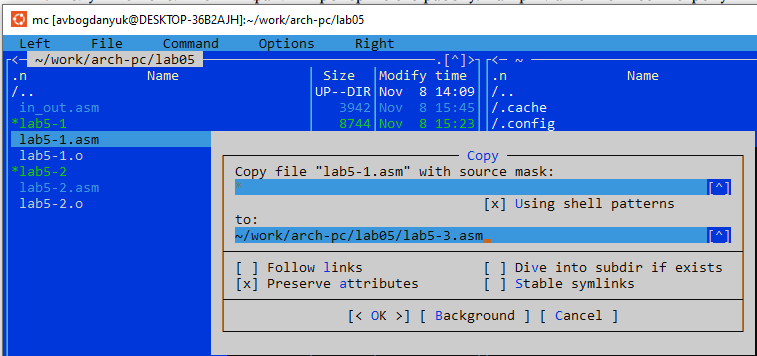 mc [avbogdanyuk@DESKTOP-36B2AJH]:~/work/arch-pc/lab05
Left File Command Options Right
<─ ~/work/arch-pc/lab05 .[^]> <─ ~
.n Name Size Modify time .n Name
/.. UP--DIR Nov 8 14:09 /..
in_out.asm 3942 Nov 8 15:45 /.cache
*lab5-1 8744 Nov 8 15:23 /.config
lab5-1.asm
lab5-1.o
*lab5-2
lab5-2.asm
lab5-2.o
Copy
Copy file "lab5-1.asm" with source mask:
* [^]
[x] Using shell patterns
to:
~/work/arch-pc/lab05/lab5-3.asm [^]
[ ] Follow links [ ] Dive into subdir if exists
[x] Preserve attributes [ ] Stable symlinks
[< OK >] [ Background ] [ Cancel ]